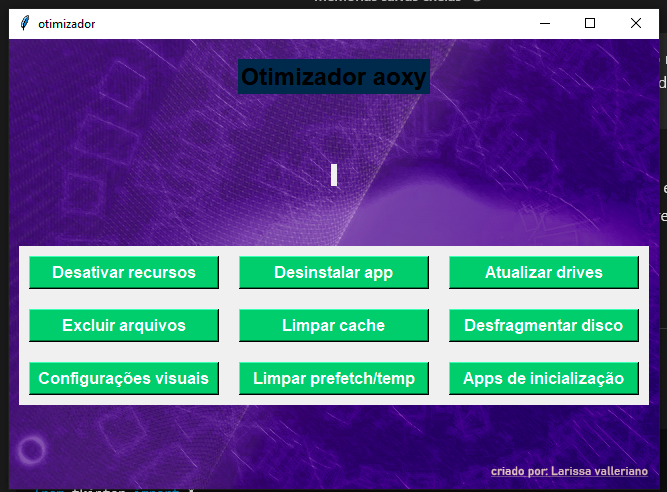 otimizador
Otimizador aoxy
Desativar recursos
Desinstalar app
Atualizar drives
Excluir arquivos
Limpar cache
Desfragmentar disco
Configurações visuais
Limpar prefetch/temp
Apps de inicialização
criado por: Larissa valleriano